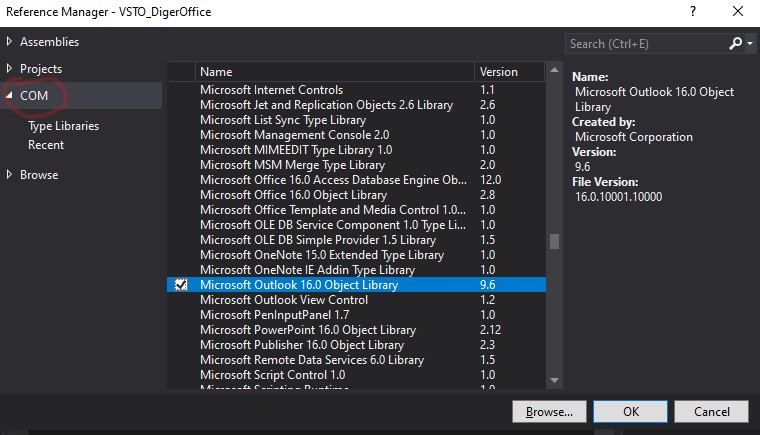 Reference Manager - VSTO_DigerOffice
?
Assemblies
Projects
COM
Type Libraries
Recent
Browse
Name Version
Microsoft Internet Controls 1.1
Microsoft Jet and Replication Objects 2.6 Library 2.6
Microsoft List Sync Type Library 1.0
Microsoft Management Console 2.0 1.0
Microsoft MIMEEDIT Type Library 1.0 1.0
Microsoft MSM Merge Type Library 2.0
Microsoft Office 16.0 Access Database Engine Ob... 12.0
Microsoft Office 16.0 Object Library 2.8
Microsoft Office Template and Media Control 1.0... 1.0
Microsoft OLE DB Service Component 1.0 Type Li... 1.0
Microsoft OLE DB Simple Provider 1.5 Library 1.5
Microsoft OneNote 15.0 Extended Type Library 1.0
Microsoft OneNote IE Addin Type Library 1.0
Microsoft Outlook 16.0 Object Library 9.6
Microsoft Outlook View Control 1.2
Microsoft PenInputPanel 1.7 1.0
Microsoft PowerPoint 16.0 Object Library 2.12
Microsoft Publisher 16.0 Object Library 2.3
Microsoft Remote Data Services 6.0 Library 1.5
Microsoft Script Control 1.0 1.0
Microsoft Scripting Runtime 1.0
Search (Ctrl+E)
Name:
Microsoft Outlook 16.0 Object
Library
Created by:
Microsoft Corporation
Version:
9.6
File Version:
16.0.10001.10000
Browse... OK Cancel